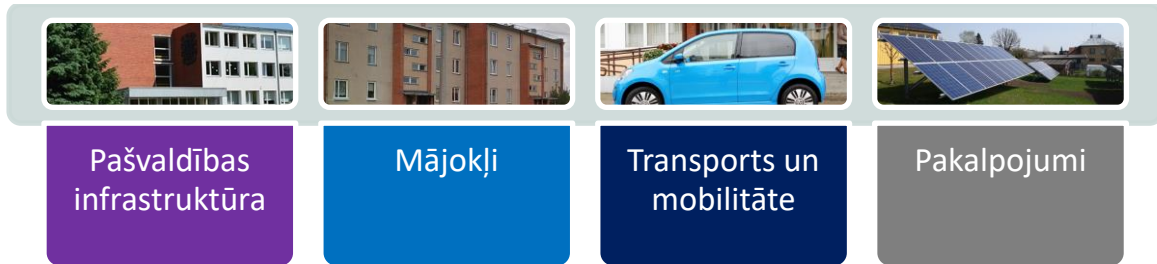 Pašvaldības
infrastruktūra
Mājokļi
Transports un
mobilitāte
Pakalpojumi